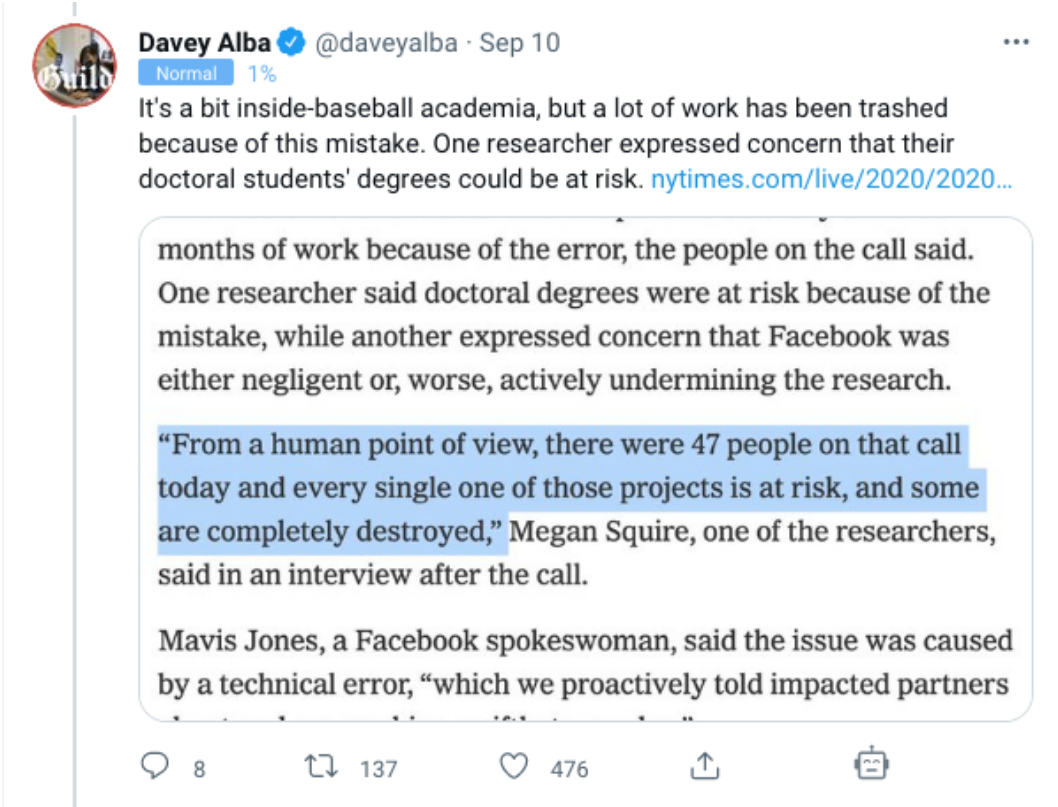 Davey Alba @daveyalba · Sep 10
Guild
Normal 1%
It's a bit inside-baseball academia, but a lot of work has been trashed
because of this mistake. One researcher expressed concern that their
doctoral students' degrees could be at risk. nytimes.com/live/2020/2020…
months of work because of the error, the people on the call said.
One researcher said doctoral degrees were at risk because of the
mistake, while another expressed concern that Facebook was
either negligent or, worse, actively undermining the research.
“From a human point of view, there were 47 people on that call
today and every single one of those projects is at risk, and some
are completely destroyed,” Megan Squire, one of the researchers,
said in an interview after the call.
Mavis Jones, a Facebook spokeswoman, said the issue was caused
by a technical error, “which we proactively told impacted partners
8 137 476